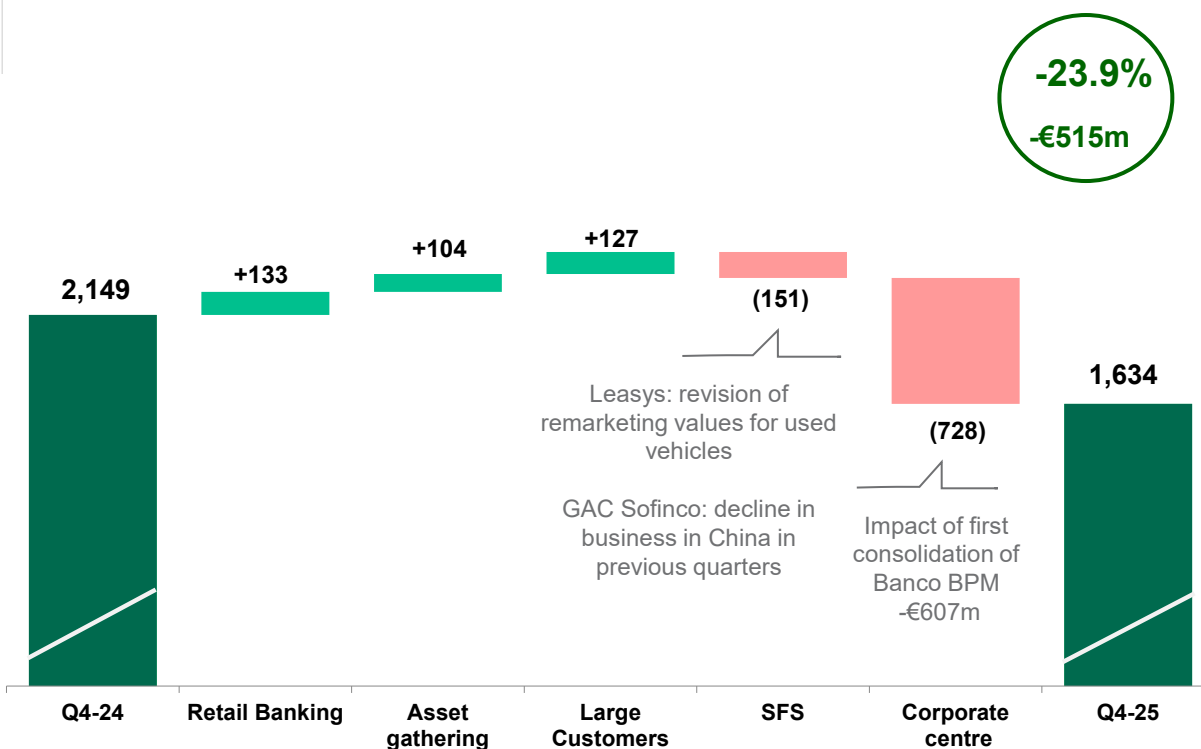 -23.9%
-€515m
2,149
+133
+104
+127
(151)
(728)
1,634
Leasys: revision of
remarketing values for used
vehicles
GAC Sofinco: decline in
business in China in
previous quarters
Impact of first
consolidation of
Banco BPM
-€607m
Q4-24
Retail Banking
Asset
gathering
Large
Customers
SFS
Corporate
centre
Q4-25